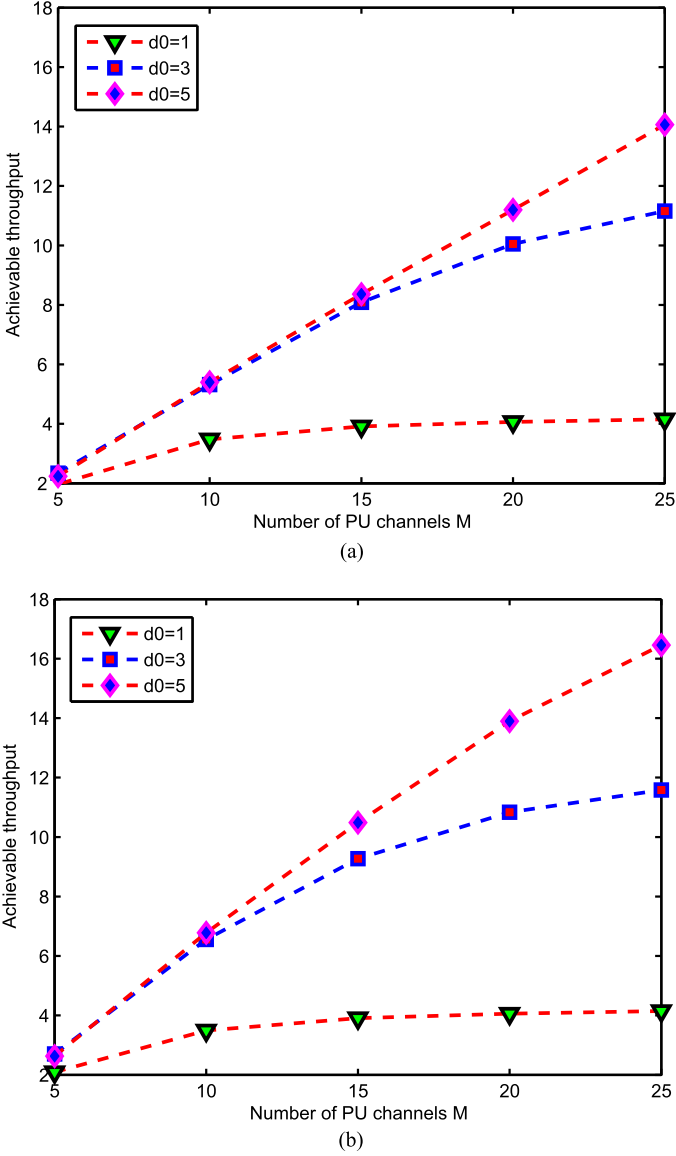 18
16
14
12
10
8
6
4
2
Achievable throughput
d0=1
d0=3
d0=5
5
10
15
20
25
Number of PU channels M
(a)
18
16
14
12
10
8
6
4
2
Achievable throughput
d0=1
d0=3
d0=5
5
10
15
20
25
Number of PU channels M
(b)